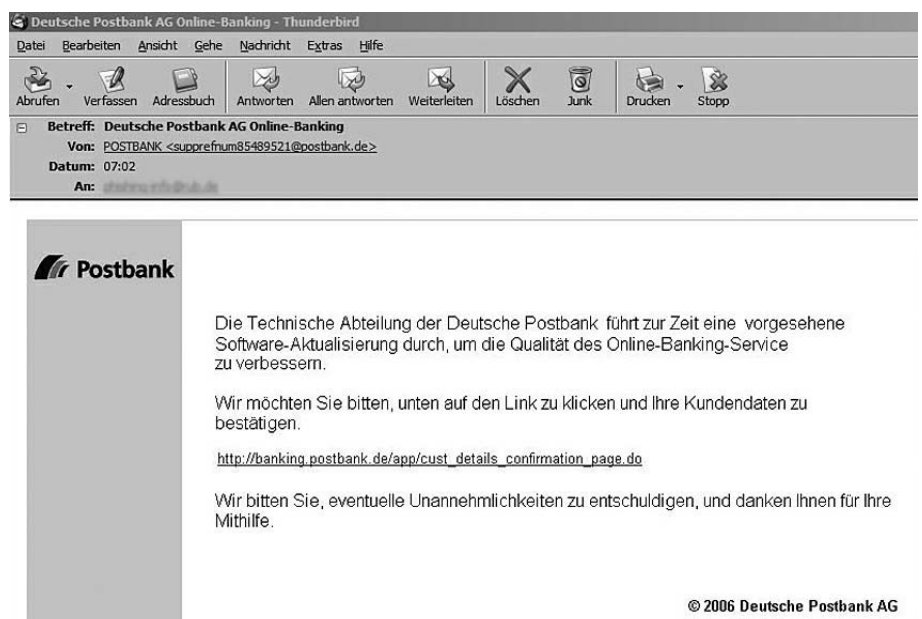 Deutsche Postbank AG Online-Banking - Thunderbird
Datei Bearbeiten Ansicht Gehe Nachricht Extras Hilfe
Abrufen Verfassen Adressbuch Antworten Allen antworten Weiterleiten Löschen Junk Drucken Stopp
Betreff: Deutsche Postbank AG Online-Banking
Von: POSTBANK <supprefnum85489521@postbank.de>
Datum: 07:02
An:
Postbank
Die Technische Abteilung der Deutsche Postbank führt zur Zeit eine vorgesehene
Software-Aktualisierung durch, um die Qualität des Online-Banking-Service
zu verbessern.
Wir möchten Sie bitten, unten auf den Link zu klicken und Ihre Kundendaten zu
bestätigen.
http://banking.postbank.de/app/cust_details_confirmation_page.do
Wir bitten Sie, eventuelle Unannehmlichkeiten zu entschuldigen, und danken Ihnen für Ihre
Mithilfe.
© 2006 Deutsche Postbank AG